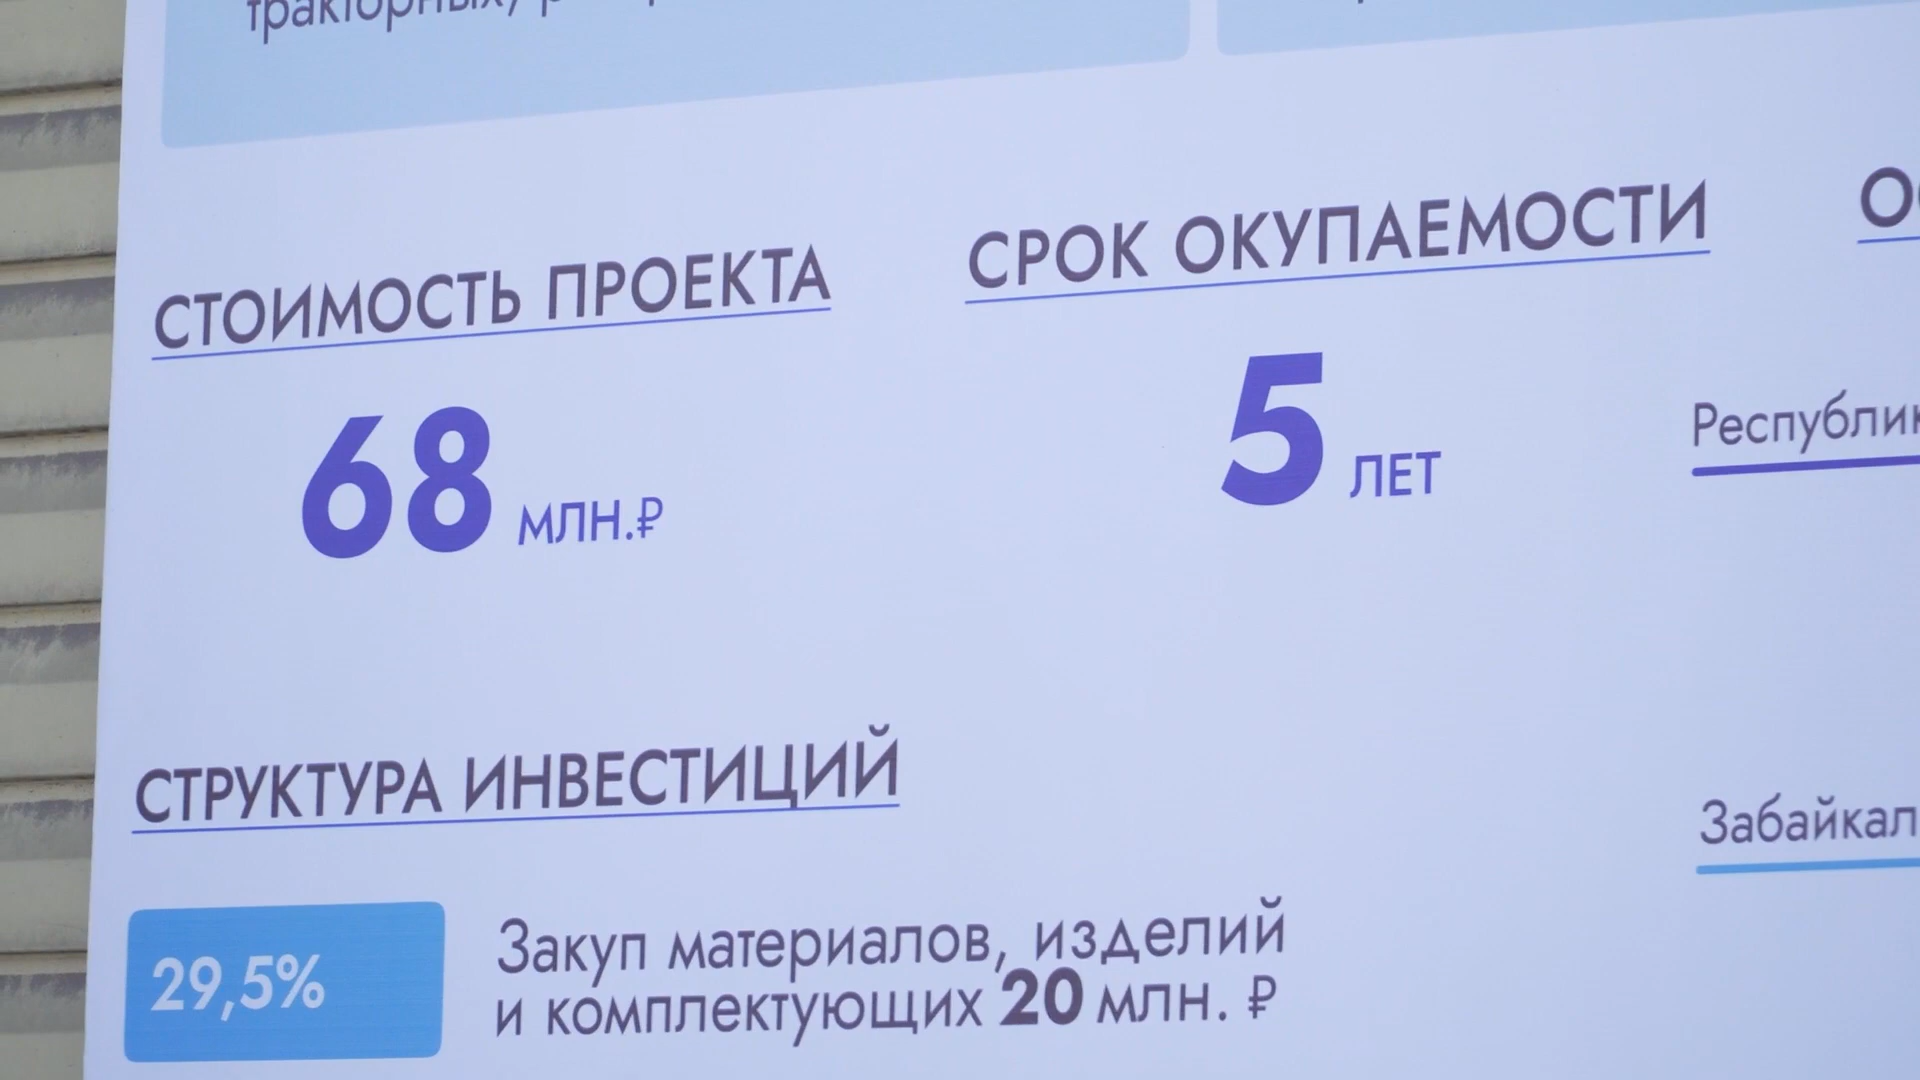 СТОИМОСТЬ ПРОЕКТА
68 МЛН.₽
СРОК ОКУПАЕМОСТИ
5 ЛЕТ
СТРУКТУРА ИНВЕСТИЦИЙ
29,5%
Закуп материалов, изделий
и комплектующих 20 млн. ₽